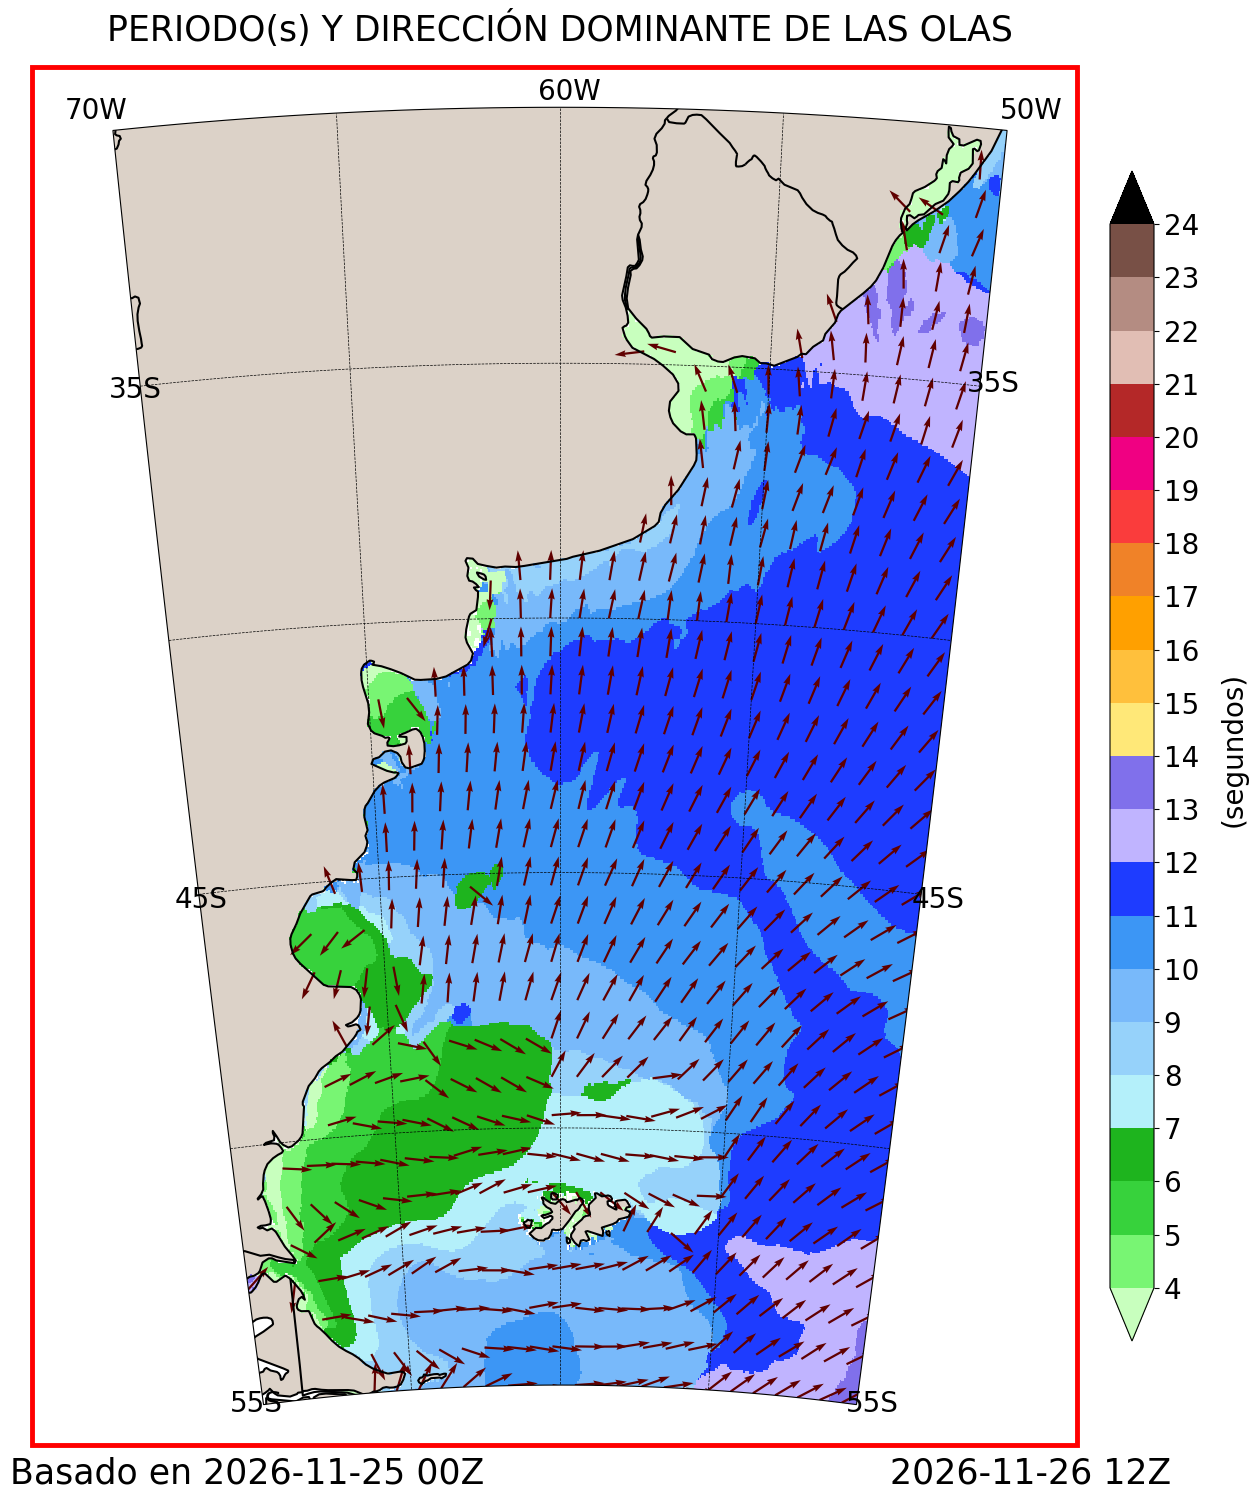 PERIODO(s) Y DIRECCIÓN DOMINANTE DE LAS OLAS
70W
60W
50W
35S
35S
45S
45S
55S
55S
24
23
22
21
20
19
18
17
16
15
14
13
12
11
10
9
8
7
6
5
4
(segundos)
Basado en 2026-11-25 00Z
2026-11-26 12Z